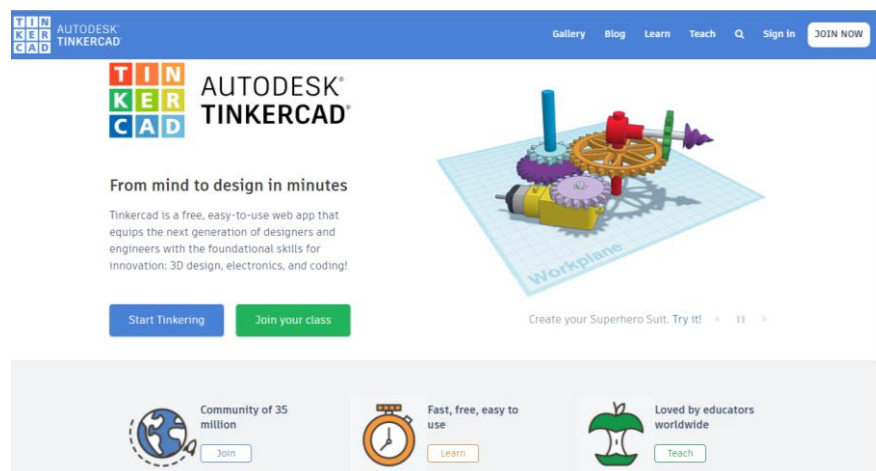 TIN
KER
CAD
AUTODESK®
TINKERCAD®
Gallery Blog Learn Teach Sign in JOIN NOW
TIN
KER
CAD
AUTODESK®
TINKERCAD®
From mind to design in minutes
Tinkercad is a free, easy-to-use web app that
equips the next generation of designers and
engineers with the foundational skills for
innovation: 3D design, electronics, and coding!
Start Tinkering
Join your class
Workplane
Create your Superhero Suit. Try it!
Community of 35
million
Join
Fast, free, easy to
use
Learn
Loved by educators
worldwide
Teach